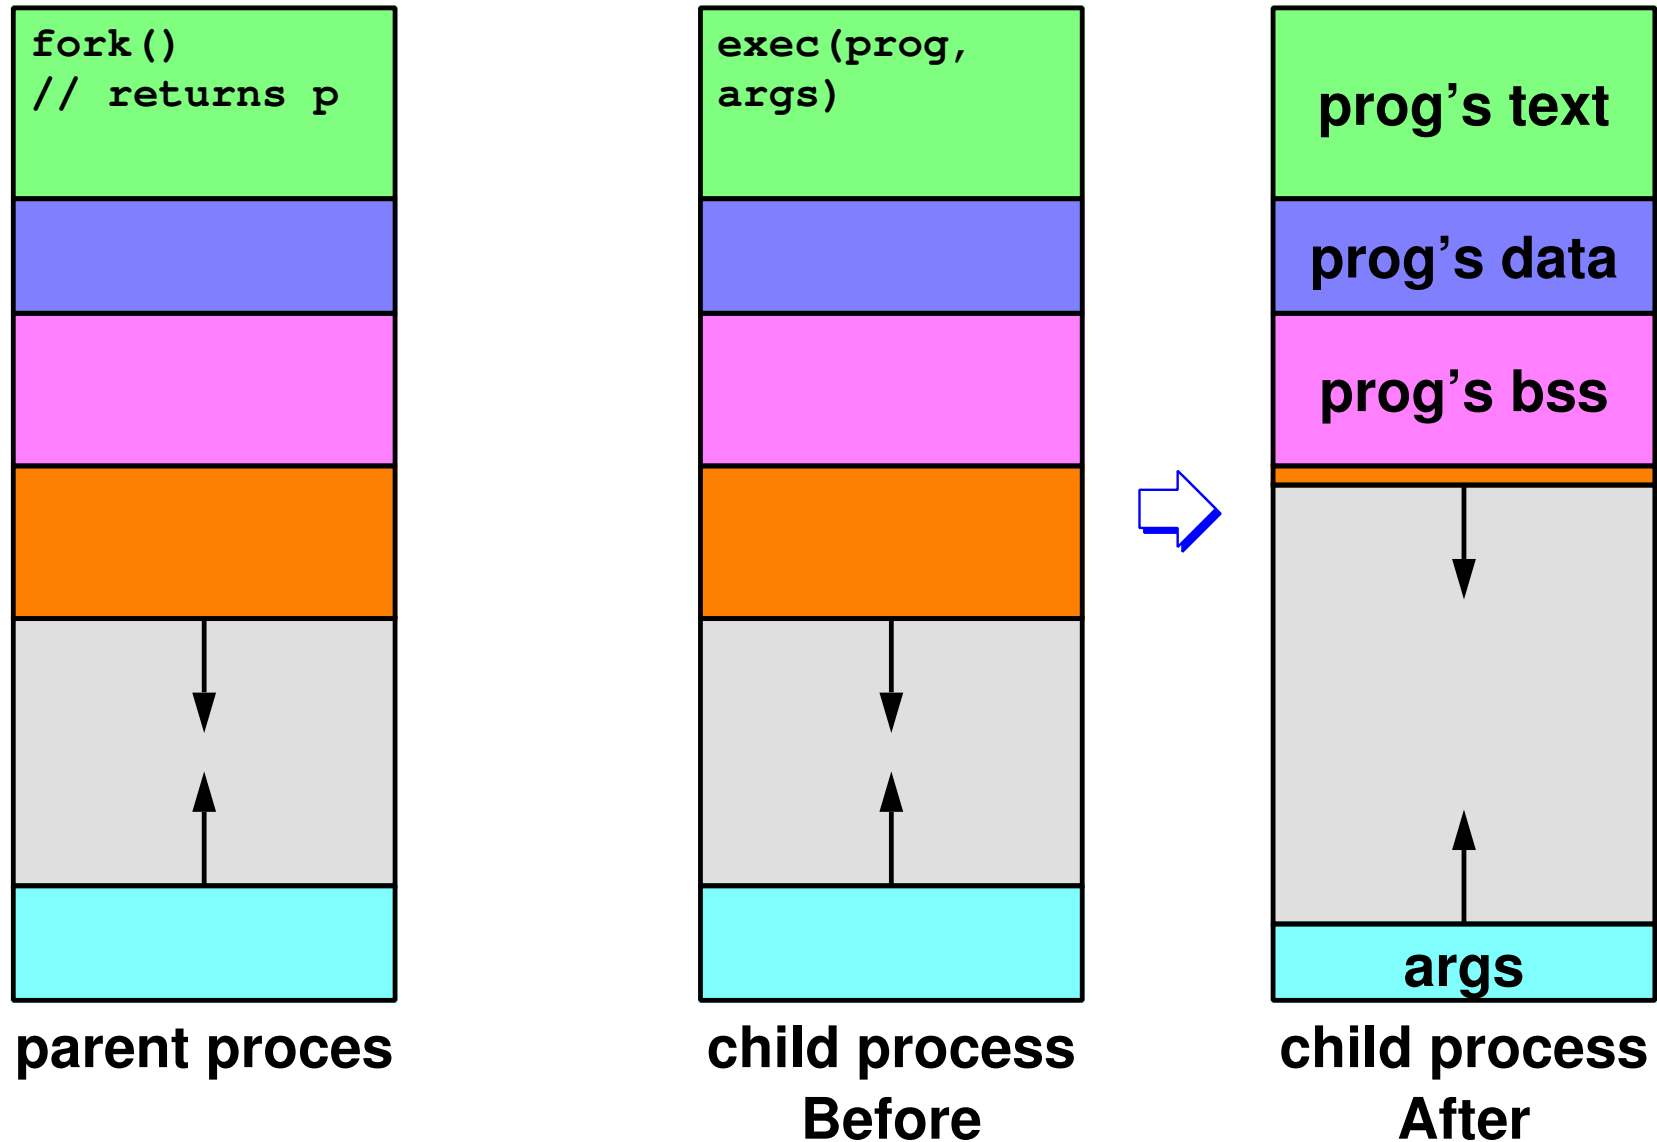 fork()
// returns p
exec(prog,
args)
prog’s text
prog’s data
prog’s bss
args
parent proces
child process
Before
child process
After